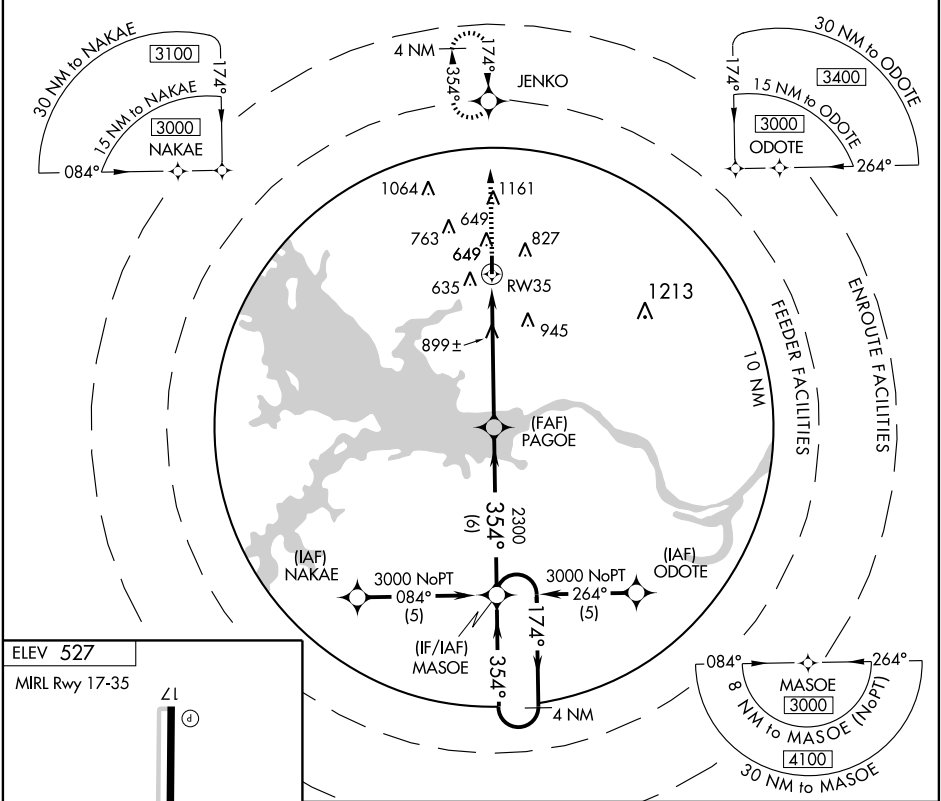 30 NM to NAKAE
3100
15 NM to NAKAE
3000
NAKAE
174°
084°
4 NM
354°
174°
JENKO
30 NM to ODOTE
3400
15 NM to ODOTE
3000
ODOTE
174°
264°
1064
1161
763
649
649
827
635
RW35
1213
945
899±
10 NM
FEEDER FACILITIES
ENROUTE FACILITIES
(FAF)
PAGOE
2300
354°
(6)
(IAF)
NAKAE
3000 NoPT
084°
(5)
(IAF)
ODOTE
3000 NoPT
264°
(5)
(IF/IAF)
MASOE
354°
174°
4 NM
084°
264°
MASOE
3000
8 NM to MASOE (NoPT)
4100
30 NM to MASOE
ELEV 527
MIRL Rwy 17-35
17
P